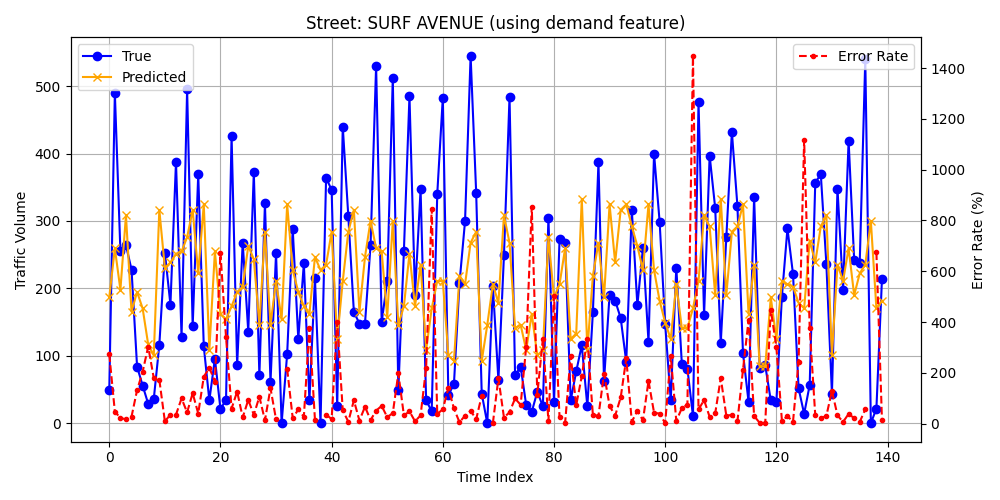 Street: SURF AVENUE (using demand feature)
True
Predicted
Error Rate
Traffic Volume
0
100
200
300
400
500
Error Rate (%)
0
200
400
600
800
1000
1200
1400
0 20 40 60 80 100 120 140
Time Index